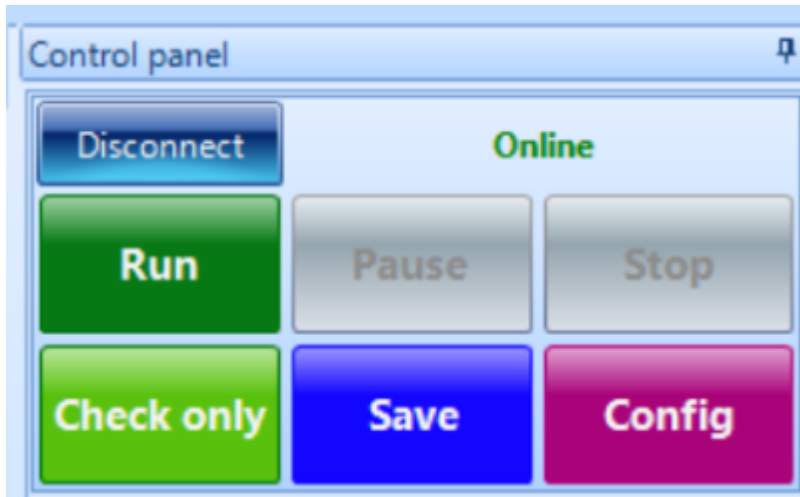 Control panel
Disconnect Online
Run Pause Stop
Check only Save Config